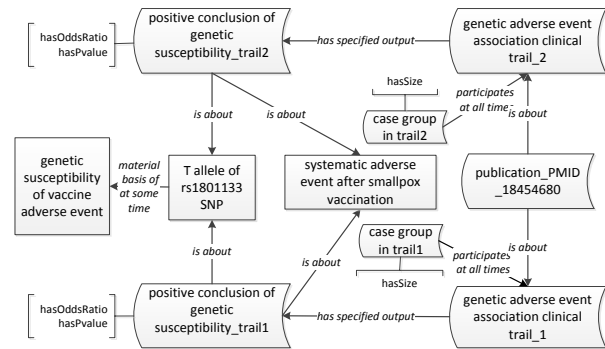 hasOddsRatio
hasPvalue
positive conclusion of
genetic
susceptibility_trail2
has specified output
genetic adverse event
association clinical
trail_2
hasSize
case group
in trail2
participates
at all times
is about
is about
is about
genetic
susceptibility
of vaccine
adverse event
material
basis of
at some
time
T allele of
rs1801133
SNP
systematic adverse
event after smallpox
vaccination
publication_PMID
_18454680
is about
is about
is about
case group
in trail1
participates
at all times
hasSize
hasOddsRatio
hasPvalue
positive conclusion of
genetic
susceptibility_trail1
has specified output
genetic adverse event
association clinical
trail_1